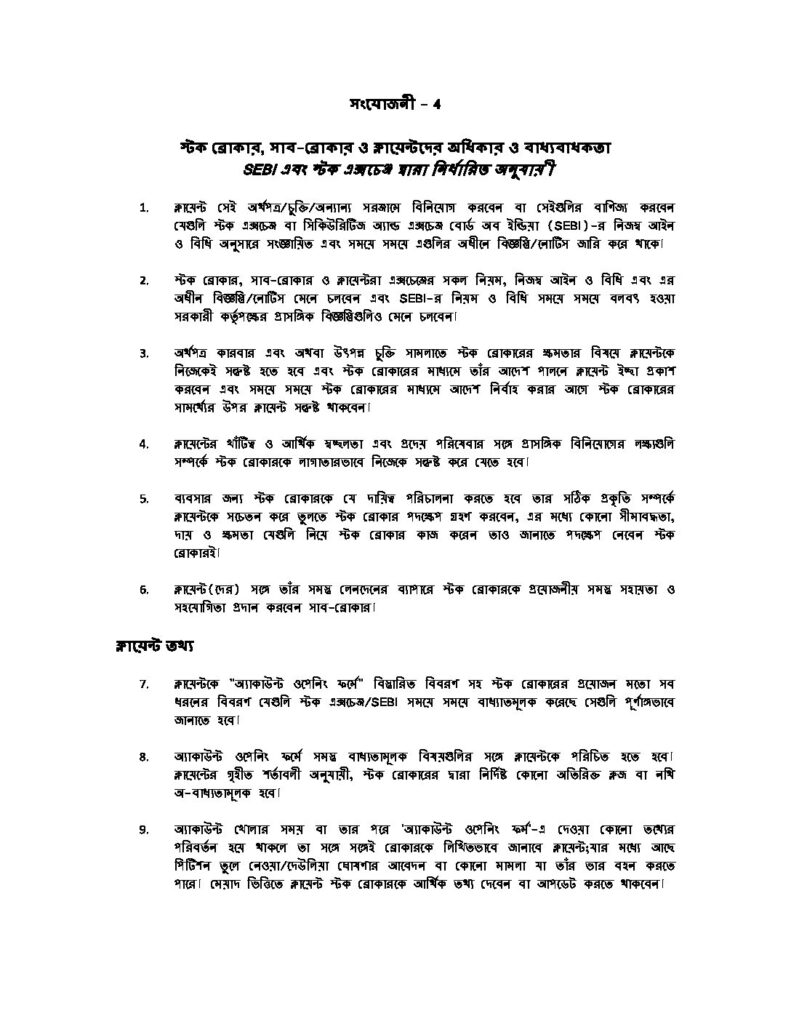 সংযোজনী – 4
স্টক ব্রোকার, সাব-ব্রোকার ও ক্লায়েন্টদের অধিকার ও বাধ্যবাধকতা
SEBI এবং স্টক এক্সচেঞ্জ দ্বারা নির্ধারিত অনুযায়ী
1. ক্লায়েন্ট সেই অর্থপত্র/চুক্তি/অন্যান্য সরঞ্জামে বিনিয়োগ করবেন বা সেইগুলির বাণিজ্য করবেন
যেগুলি স্টক এক্সচেঞ্জ বা সিকিউরিটিজ অ্যান্ড এক্সচেঞ্জ বোর্ড অব ইন্ডিয়া (SEBI)-র নিজস্ব আইন
ও বিধি অনুসারে সংজ্ঞায়িত এবং সময়ে সময়ে এগুলির অধীনে বিজ্ঞপ্তি/নোটিস জারি করে থাকে।
2. স্টক ব্রোকার, সাব-ব্রোকার ও ক্লায়েন্টরা এক্সচেঞ্জের সকল নিয়ম, নিজস্ব আইন ও বিধি এবং এর
অধীন বিজ্ঞপ্তি/নোটিস মেনে চলবেন এবং SEBI-র নিয়ম ও বিধি সময়ে সময়ে বলবৎ হওয়া
সরকারী কর্তৃপক্ষের প্রাসঙ্গিক বিজ্ঞপ্তিগুলিও মেনে চলবেন।
3. অর্থপত্র কারবার এবং অথবা উৎপন্ন চুক্তি সামলাতে স্টক ব্রোকারের ক্ষমতার বিষয়ে ক্লায়েন্টকে
নিজেকেই সন্তুষ্ট হতে হবে এবং স্টক ব্রোকারের মাধ্যমে তাঁর আদেশ পালনে ক্লায়েন্ট ইচ্ছা প্রকাশ
করবেন এবং সময়ে সময়ে স্টক ব্রোকারের মাধ্যমে আদেশ নির্বাহ করার আগে স্টক ব্রোকারের
সামর্থ্যের উপর ক্লায়েন্ট সন্তুষ্ট থাকবেন।
4. ক্লায়েন্টের খাঁটিত্ব ও আর্থিক স্বচ্ছলতা এবং প্রদেয় পরিষেবার সঙ্গে প্রাসঙ্গিক বিনিয়োগের লক্ষ্যগুলি
সম্পর্কে স্টক ব্রোকারকে লাগাতারভাবে নিজেকে সন্তুষ্ট করে যেতে হবে।
5. ব্যবসার জন্য স্টক ব্রোকারকে যে দায়িত্ব পরিচালনা করতে হবে তার সঠিক প্রকৃতি সম্পর্কে
ক্লায়েন্টকে সচেতন করে তুলতে স্টক ব্রোকার পদক্ষেপ গ্রহণ করবেন, এর মধ্যে কোনো সীমাবদ্ধতা,
দায় ও ক্ষমতা যেগুলি নিয়ে স্টক ব্রোকার কাজ করেন তাও জানাতে পদক্ষেপ নেবেন স্টক
ব্রোকারই।
6. ক্লায়েন্ট(দের) সঙ্গে তাঁর সমস্ত লেনদেনের ব্যাপারে স্টক ব্রোকারকে প্রয়োজনীয় সমস্ত সহায়তা ও
সহযোগিতা প্রদান করবেন সাব-ব্রোকার।
ক্লায়েন্ট তথ্য
7. ক্লায়েন্টকে "অ্যাকাউন্ট ওপেনিং ফর্মে" বিস্তারিত বিবরণ সহ স্টক ব্রোকারের প্রয়োজন মতো সব
ধরনের বিবরণ যেগুলি স্টক এক্সচেঞ্জ/SEBI সময়ে সময়ে বাধ্যতামূলক করেছে সেগুলি পূর্ণাঙ্গভাবে
জানাতে হবে।
8. অ্যাকাউন্ট ওপেনিং ফর্মে সমস্ত বাধ্যতামূলক বিষয়গুলির সঙ্গে ক্লায়েন্টকে পরিচিত হতে হবে।
ক্লায়েন্টের গৃহীত শর্তাবলী অনুযায়ী, স্টক ব্রোকারের দ্বারা নির্দিষ্ট কোনো অতিরিক্ত ক্লজ বা নথি
অ-বাধ্যতামূলক হবে।
9. অ্যাকাউন্ট খোলার সময় বা তার পরে 'অ্যাকাউন্ট ওপেনিং ফর্ম'-এ দেওয়া কোনো তথ্যের
পরিবর্তন হয়ে থাকলে তা সঙ্গে সঙ্গেই ব্রোকারকে লিখিতভাবে জানাবে ক্লায়েন্ট;যার মধ্যে আছে
পিটিশন তুলে নেওয়া/দেউলিয়া ঘোষণার আবেদন বা কোনো মামলা যা তাঁর ভার বহন করতে
পারে। মেয়াদ ভিত্তিতে ক্লায়েন্ট স্টক ব্রোকারকে আর্থিক তথ্য দেবেন বা আপডেট করতে থাকবেন।